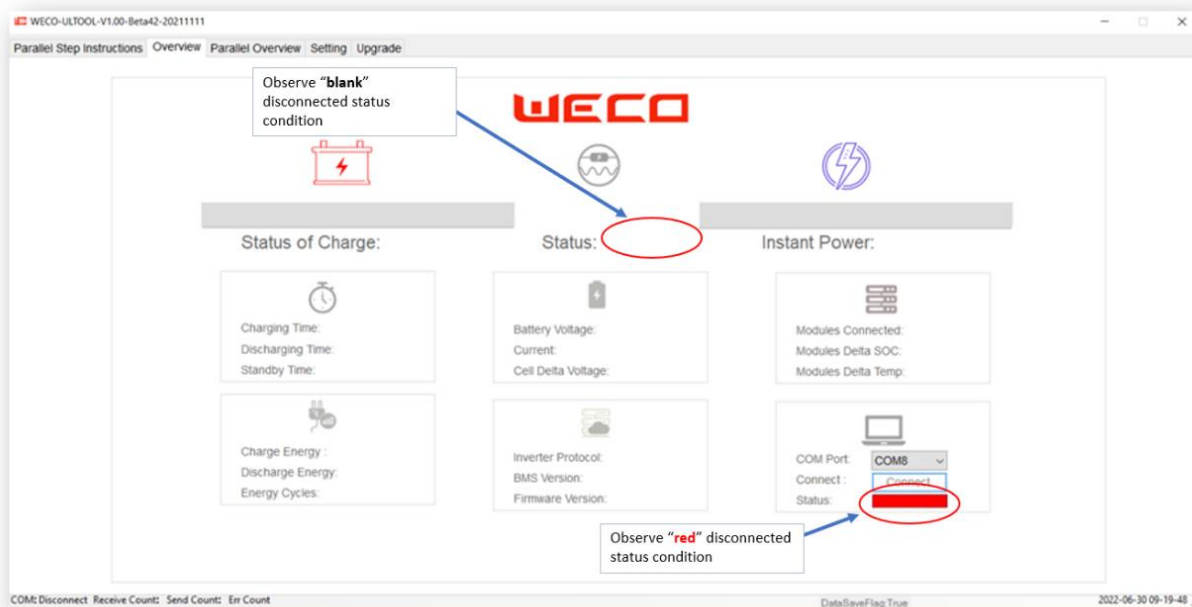 WECO-ULTOOL-V1.00-Beta42-20211111
Parallel Step Instructions Overview Parallel Overview Setting Upgrade
Observe “blank”
disconnected status
condition
WECO
Status of Charge:
Status:
Instant Power:
Charging Time:
Discharging Time:
Standby Time:
Battery Voltage:
Current:
Cell Delta Voltage:
Modules Connected:
Modules Delta SOC:
Modules Delta Temp:
Charge Energy :
Discharge Energy:
Energy Cycles:
Inverter Protocol:
BMS Version:
Firmware Version:
COM Port: COM8
Connect : Connect
Status:
Observe “red” disconnected
status condition
COM: Disconnect Receive Count: Send Count: Err Count
DataSaveFlag:True
2022-06-30 09-19-48